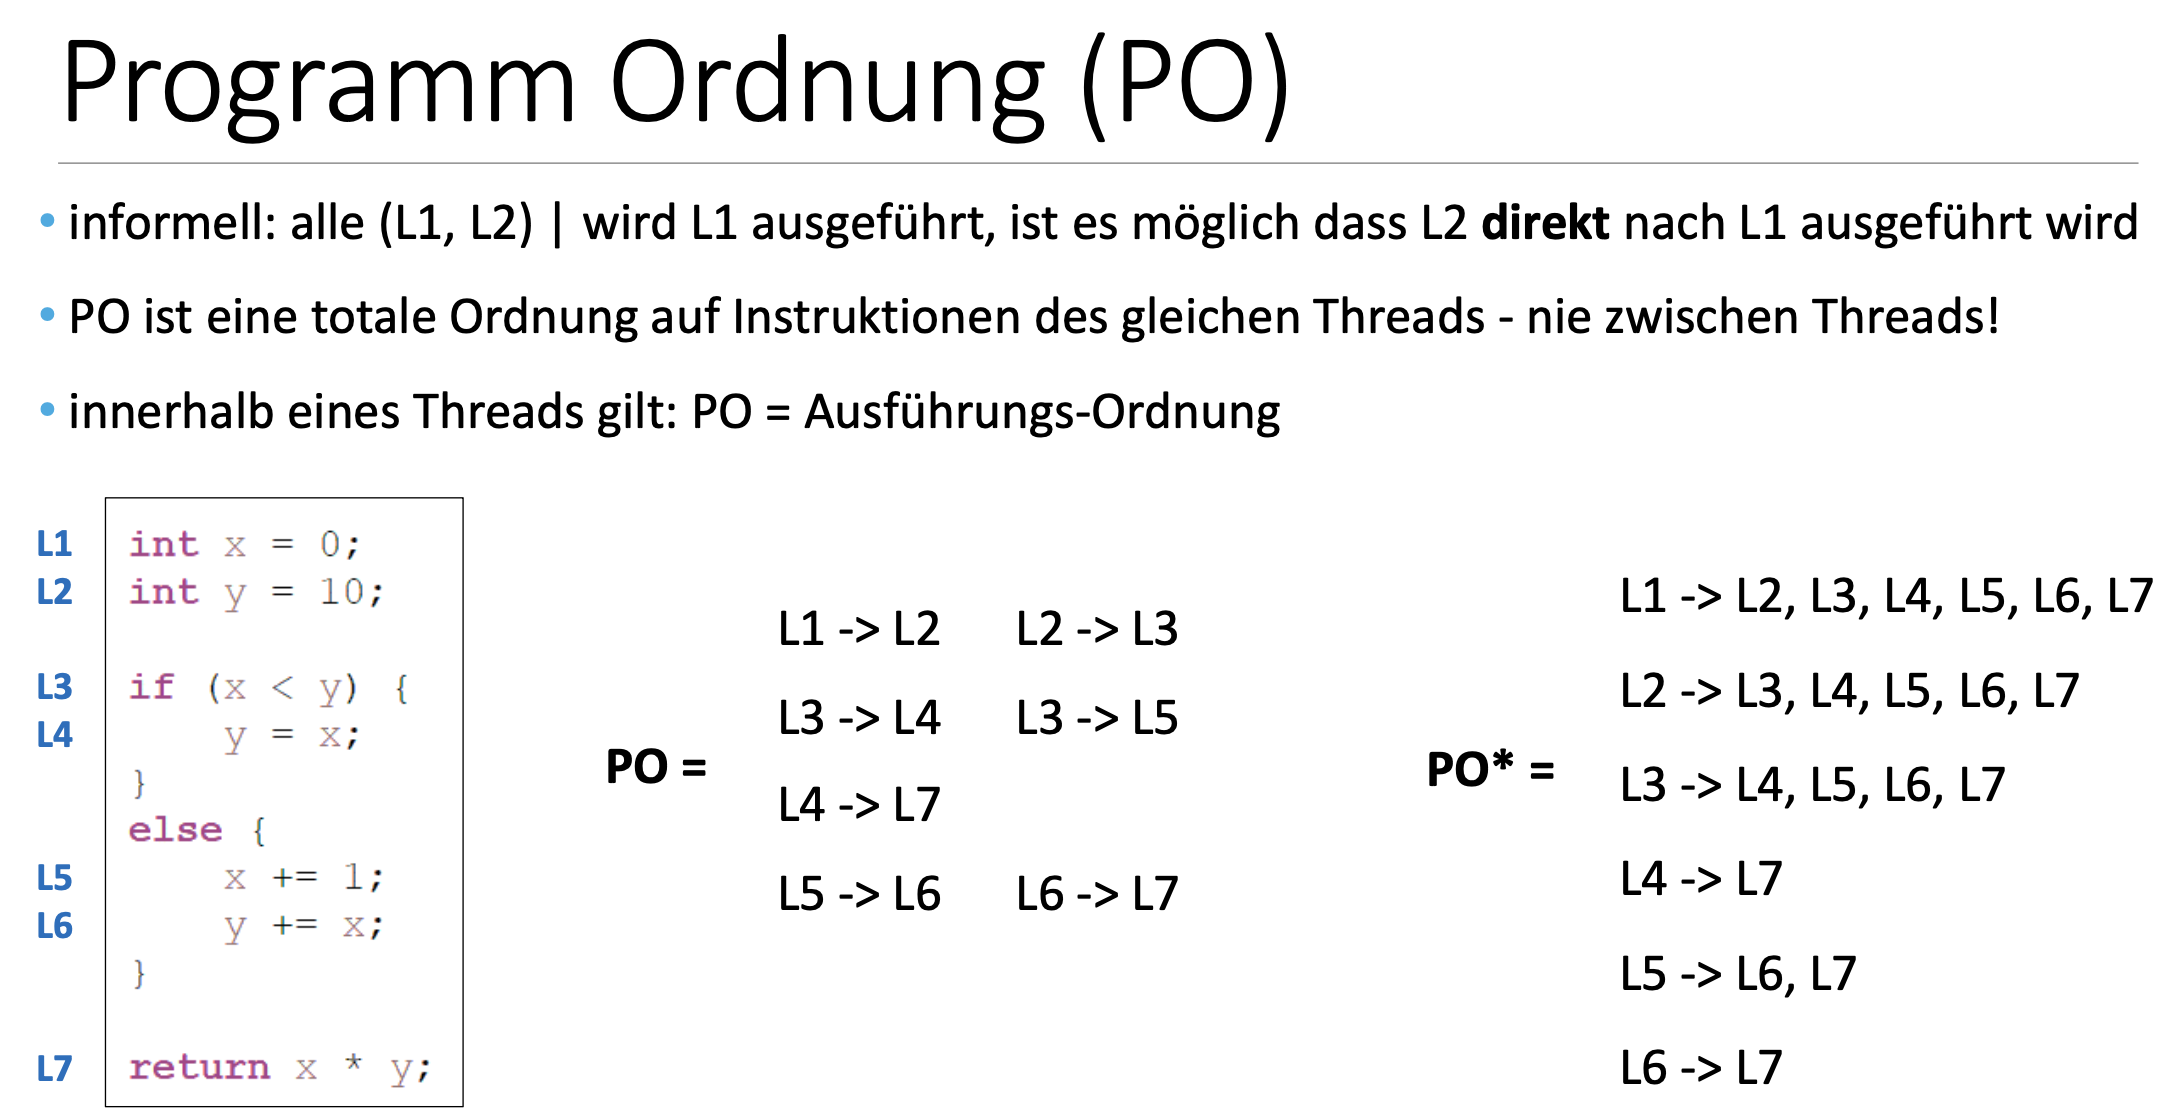 Programm Ordnung (PO)
• informell: alle (L1, L2) | wird L1 ausgeführt, ist es möglich dass L2 direkt nach L1 ausgeführt wird
• PO ist eine totale Ordnung auf Instruktionen des gleichen Threads - nie zwischen Threads!
• innerhalb eines Threads gilt: PO = Ausführungs-Ordnung
L1 int x = 0;
L2 int y = 10;
L3 if (x < y) {
L4 y = x;
}
else {
L5 x += 1;
L6 y += x;
}
L7 return x * y;
PO =
L1 -> L2 L2 -> L3
L3 -> L4 L3 -> L5
L4 -> L7
L5 -> L6 L6 -> L7
PO* =
L1 -> L2, L3, L4, L5, L6, L7
L2 -> L3, L4, L5, L6, L7
L3 -> L4, L5, L6, L7
L4 -> L7
L5 -> L6, L7
L6 -> L7